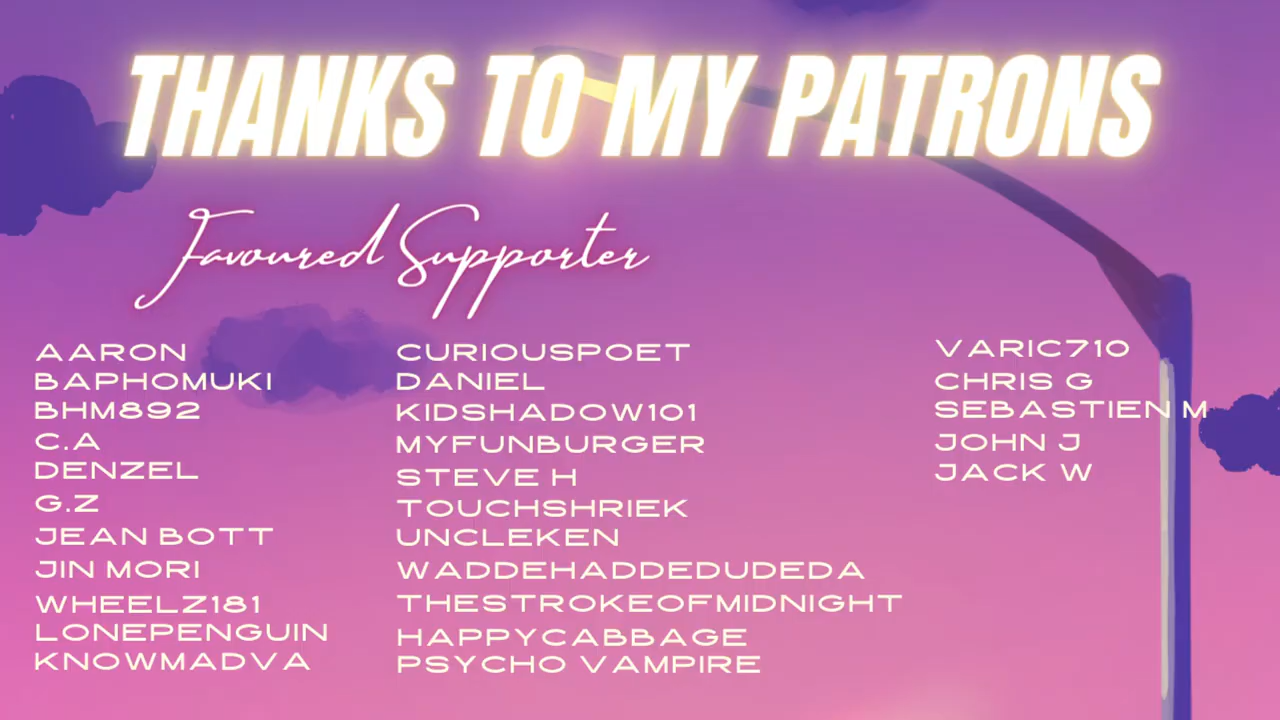 THANKS TO MY PATRONS
Favoured Supporter
AARON
BAPHOMUKI
BHM892
C.A
DENZEL
G.Z
JEAN BOTT
JIN MORI
WHEELZ181
LONEPENGUIN
KNOWMADVA
CURIOUSPOET
DANIEL
KIDSHADOW101
MYFUNBURGER
STEVE H
TOUCHSHRIEK
UNCLEKEN
WADDEHADDEDUDEDA
THESTROKEOFMIDNIGHT
HAPPYCABBAGE
PSYCHO VAMPIRE
VARIC710
CHRIS G
SEBASTIEN M
JOHN J
JACK W